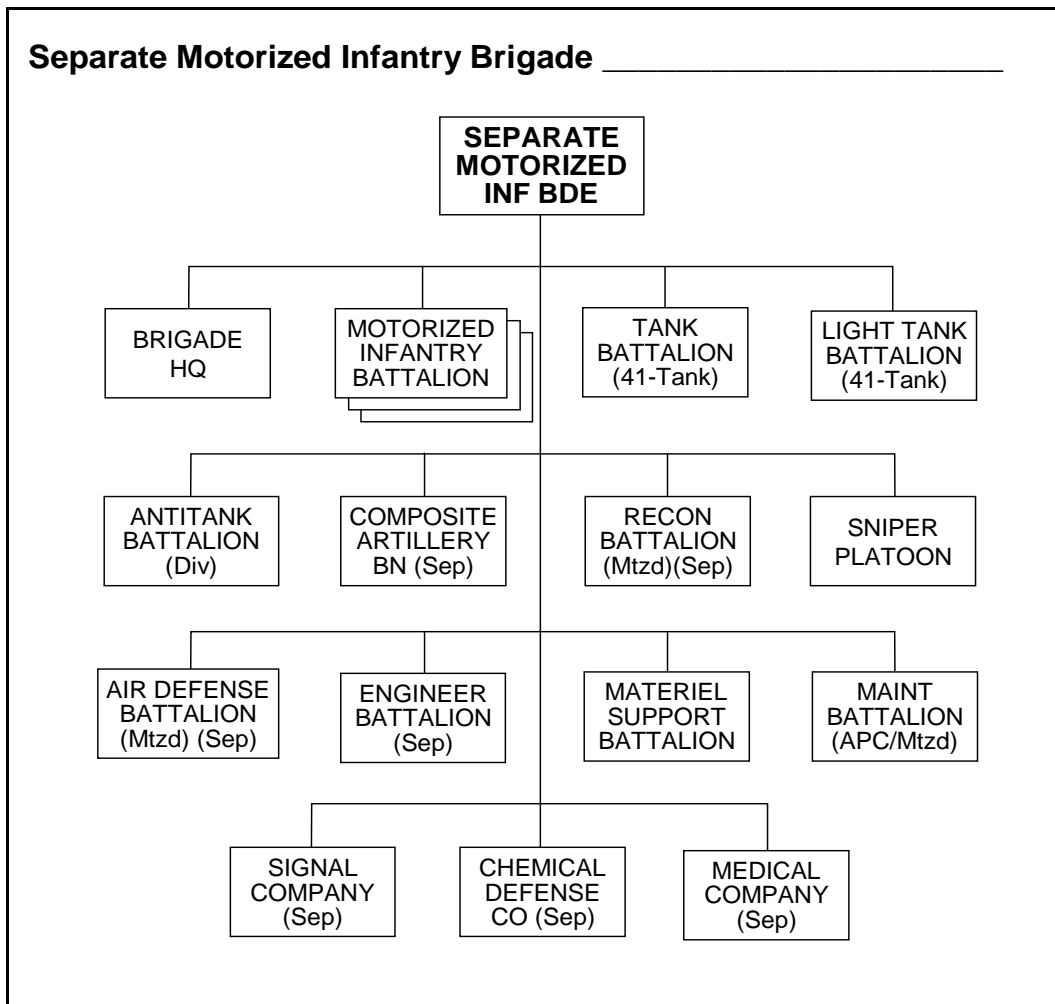 Separate Motorized Infantry Brigade ______________________
SEPARATE
MOTORIZED
INF BDE
BRIGADE
HQ
MOTORIZED
INFANTRY
BATTALION
TANK
BATTALION
(41-Tank)
LIGHT TANK
BATTALION
(41-Tank)
ANTITANK
BATTALION
(Div)
COMPOSITE
ARTILLERY
BN (Sep)
RECON
BATTALION
(Mtzd)(Sep)
SNIPER
PLATOON
AIR DEFENSE
BATTALION
(Mtzd) (Sep)
ENGINEER
BATTALION
(Sep)
MATERIEL
SUPPORT
BATTALION
MAINT
BATTALION
(APC/Mtzd)
SIGNAL
COMPANY
(Sep)
CHEMICAL
DEFENSE
CO (Sep)
MEDICAL
COMPANY
(Sep)